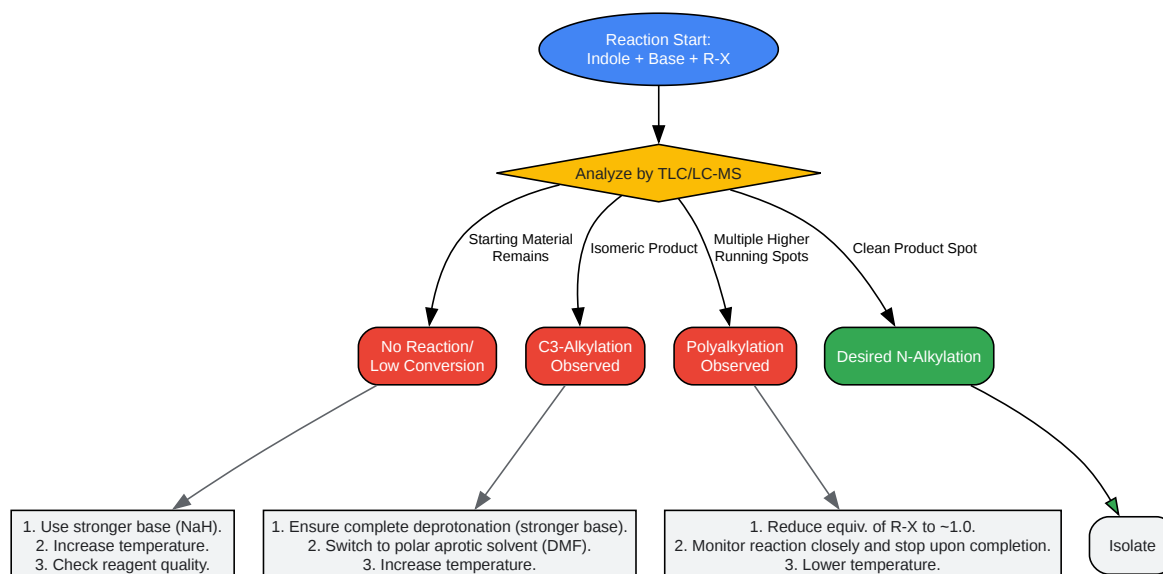 Reaction Start:
Indole + Base + R-X
Analyze by TLC/LC-MS
Starting Material
Remains
Isomeric Product
Multiple Higher
Running Spots
Clean Product Spot
No Reaction/
Low Conversion
C3-Alkylation
Observed
Polyalkylation
Observed
Desired N-Alkylation
1. Use stronger base (NaH).
2. Increase temperature.
3. Check reagent quality.
1. Ensure complete deprotonation (stronger base).
2. Switch to polar aprotic solvent (DMF).
3. Increase temperature.
1. Reduce equiv. of R-X to ~1.0.
2. Monitor reaction closely and stop upon completion.
3. Lower temperature.
Isolate